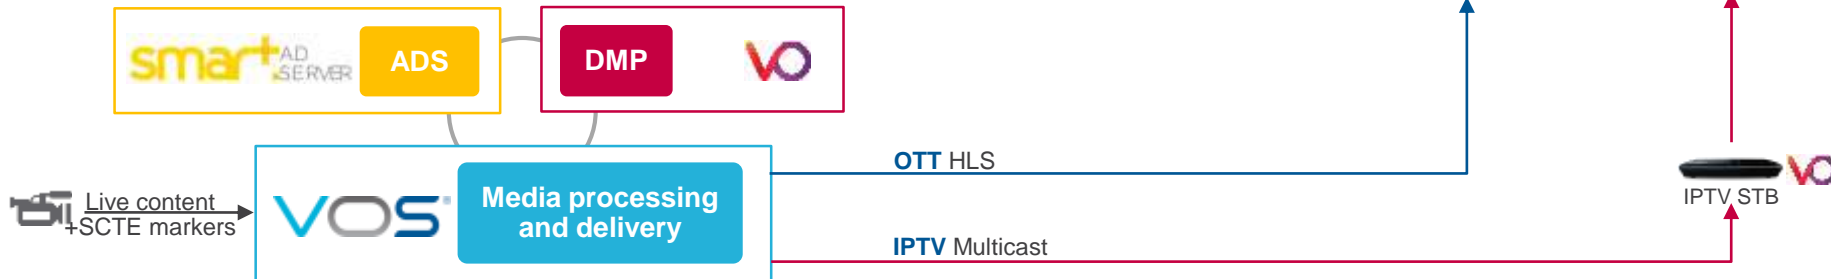 smart AD
SERVER
ADS
DMP
VO
OTT HLS
Live content
+SCTE markers
VOS
Media processing
and delivery
IPTV STB
VO
IPTV Multicast